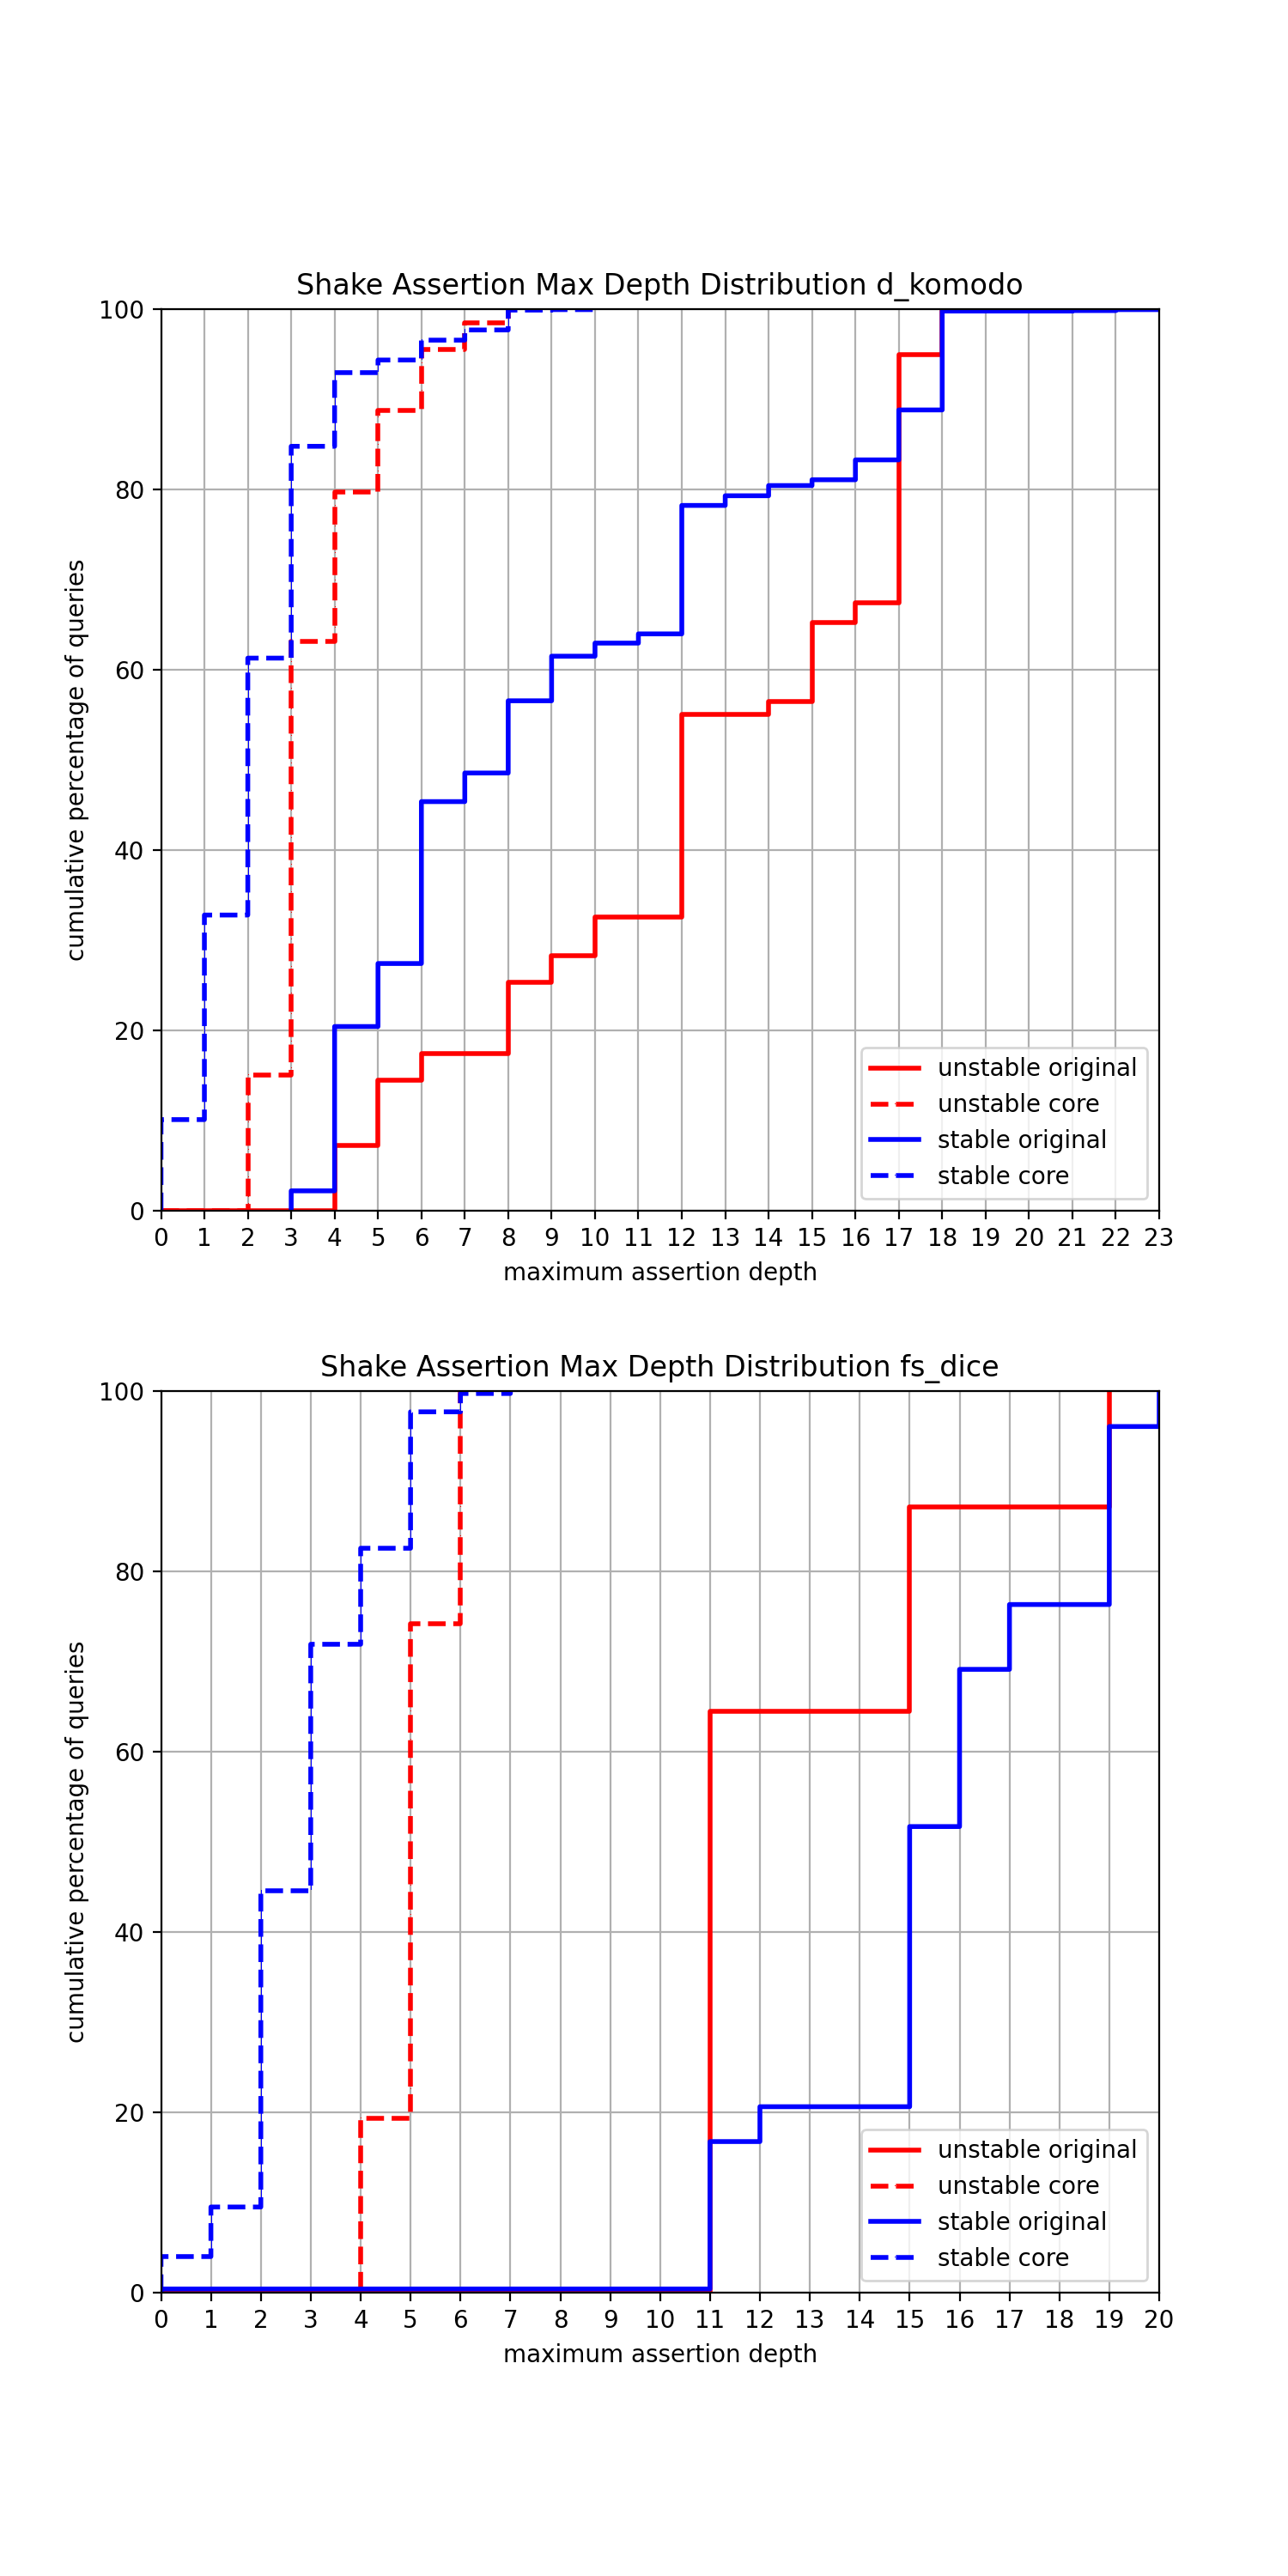 Shake Assertion Max Depth Distribution d_komodo
100
80
60
40
20
0
cumulative percentage of queries
unstable original
unstable core
stable original
stable core
0 1 2 3 4 5 6 7 8 9 10 11 12 13 14 15 16 17 18 19 20 21 22 23
maximum assertion depth
Shake Assertion Max Depth Distribution fs_dice
100
80
60
40
20
0
cumulative percentage of queries
unstable original
unstable core
stable original
stable core
0 1 2 3 4 5 6 7 8 9 10 11 12 13 14 15 16 17 18 19 20
maximum assertion depth